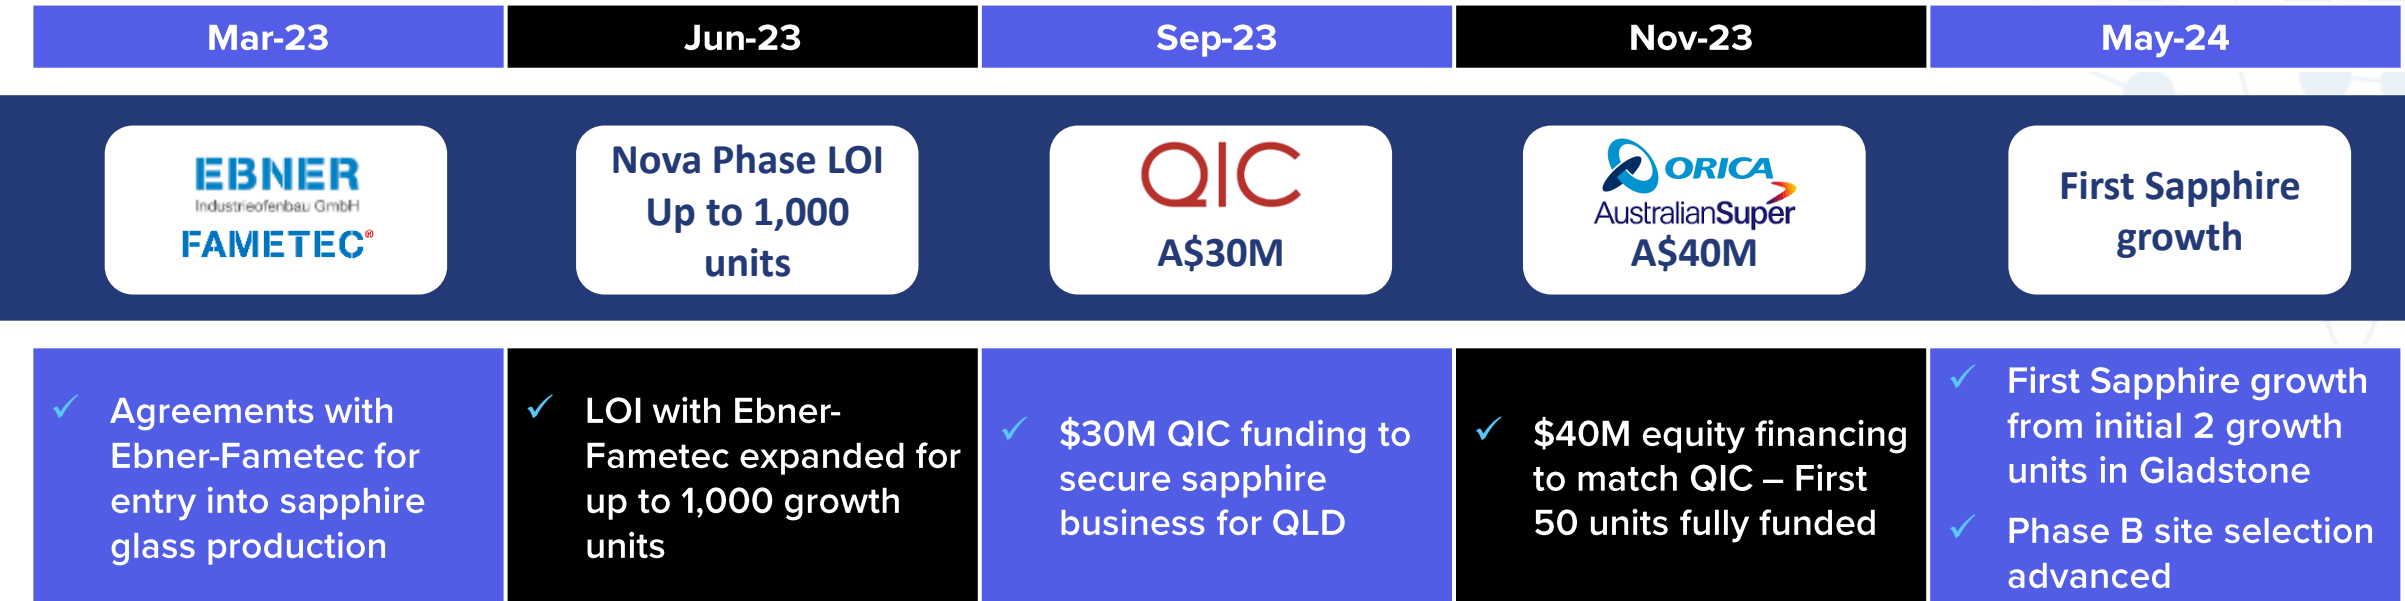 Mar-23
Jun-23
Sep-23
Nov-23
May-24
EBNER
Industrieofenbau GmbH
FAMETEC®
Nova Phase LOI
Up to 1,000
units
QIC
A$30M
ORICA
AustralianSuper
A$40M
First Sapphire
growth
✓ Agreements with
Ebner-Fametec for
entry into sapphire
glass production
✓ LOI with Ebner-
Fametec expanded for
up to 1,000 growth
units
✓ $30M QIC funding to
secure sapphire
business for QLD
✓ $40M equity financing
to match QIC – First
50 units fully funded
✓ First Sapphire growth
from initial 2 growth
units in Gladstone
✓ Phase B site selection
advanced